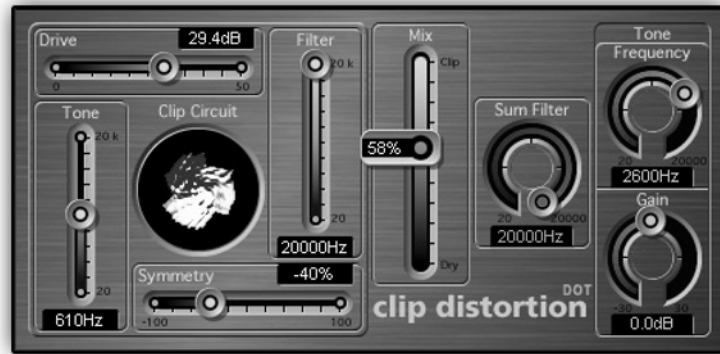 Drive
29.4dB
0
50
Tone
20 k
20
610Hz
Clip Circuit
Filter
20 k
20
20000Hz
Symmetry
-40%
-100
100
Mix
Clip
58%
Dry
Sum Filter
20
20000
20000Hz
clip distortion DOT
Tone
Frequency
20
20000
2600Hz
Gain
-30
30
0.0dB